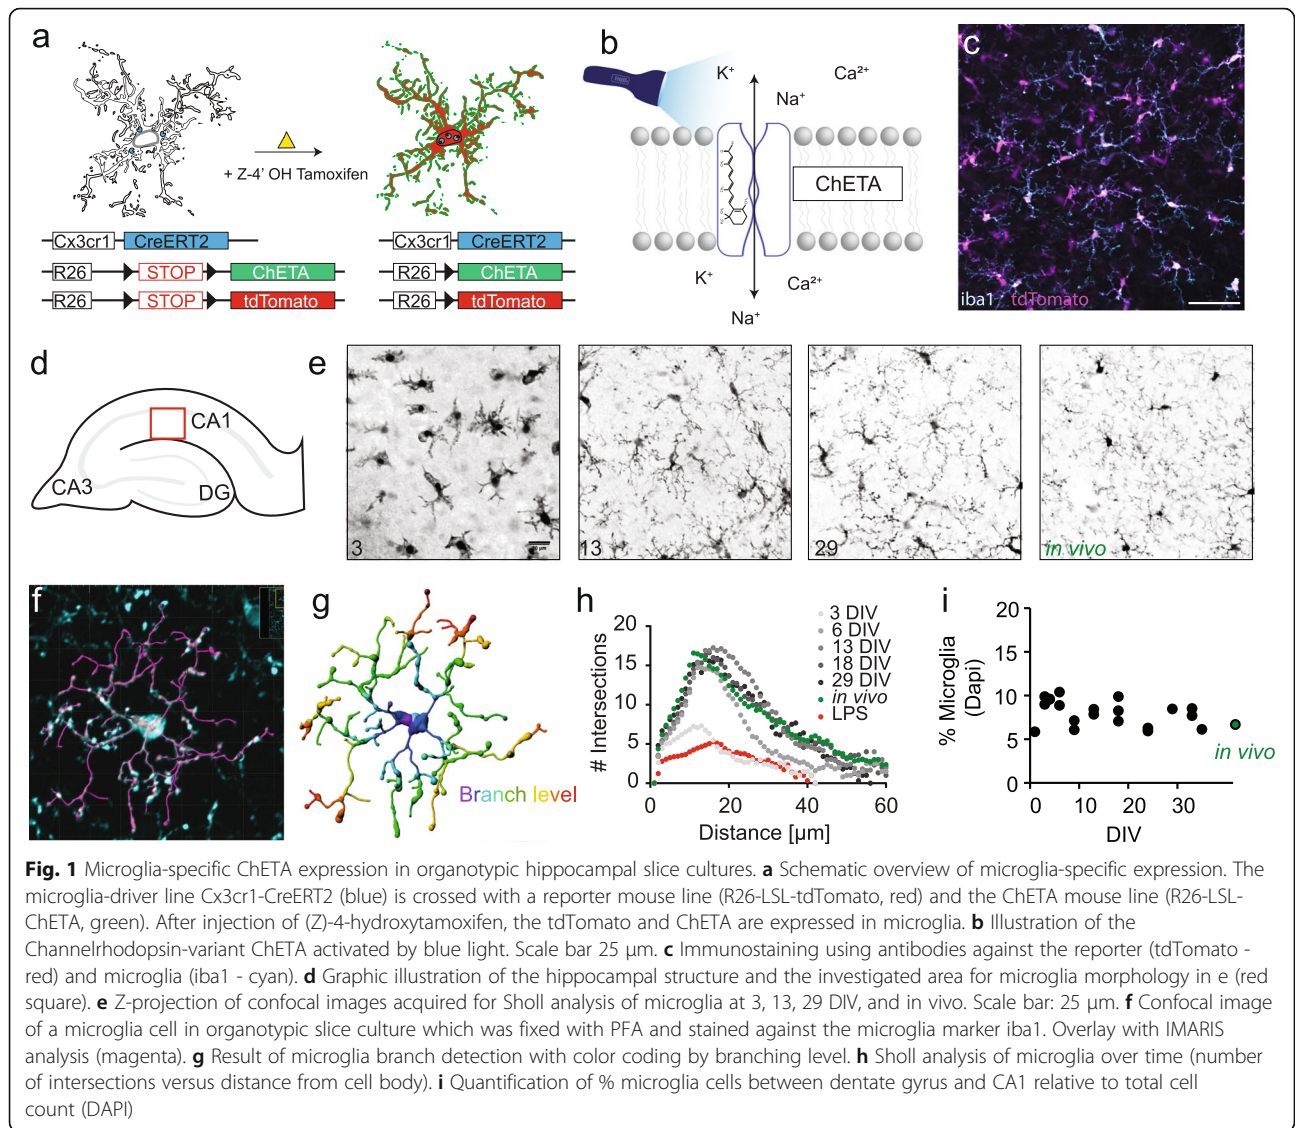 a
+ Z-4’ OH Tamoxifen
Cx3cr1 CreERT2
R26 STOP ChETA
R26 STOP tdTomato
Cx3cr1 CreERT2
R26 ChETA
R26 tdTomato
b
K⁺ Ca²⁺
Na⁺
ChETA
K⁺ Ca²⁺
Na⁺
c
iba1 tdTomato
d
CA1
CA3 DG
e
3
13
29
in vivo
f
g
Branch level
h
# Intersections
20
15
10
5
0
0 20 40 60
Distance [µm]
3 DIV
6 DIV
13 DIV
18 DIV
29 DIV
in vivo
LPS
i
% Microglia
(Dapi)
20
15
10
5
0
0 10 20 30
DIV
in vivo
Fig. 1 Microglia-specific ChETA expression in organotypic hippocampal slice cultures. a Schematic overview of microglia-specific expression. The
microglia-driver line Cx3cr1-CreERT2 (blue) is crossed with a reporter mouse line (R26-LSL-tdTomato, red) and the ChETA mouse line (R26-LSL-
ChETA, green). After injection of (Z)-4-hydroxytamoxifen, the tdTomato and ChETA are expressed in microglia. b Illustration of the
Channelrhodopsin-variant ChETA activated by blue light. Scale bar 25 µm. c Immunostaining using antibodies against the reporter (tdTomato -
red) and microglia (iba1 - cyan). d Graphic illustration of the hippocampal structure and the investigated area for microglia morphology in e (red
square). e Z-projection of confocal images acquired for Sholl analysis of microglia at 3, 13, 29 DIV, and in vivo. Scale bar: 25 µm. f Confocal image
of a microglia cell in organotypic slice culture which was fixed with PFA and stained against the microglia marker iba1. Overlay with IMARIS
analysis (magenta). g Result of microglia branch detection with color coding by branching level. h Sholl analysis of microglia over time (number
of intersections versus distance from cell body). i Quantification of % microglia cells between dentate gyrus and CA1 relative to total cell
count (DAPI)